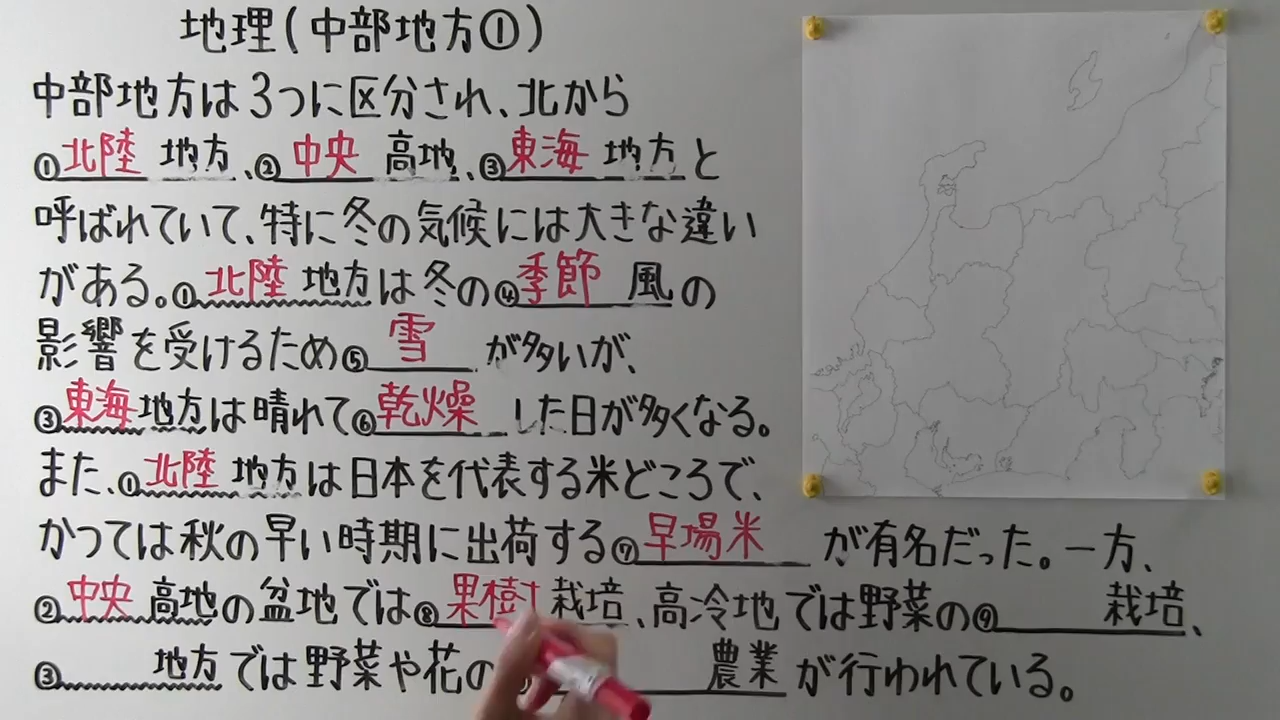 地理(中部地方①)
中部地方は3つに区分され、北から
①北陸 地方、②中央 高地、③東海 地方と
呼ばれていて、特に冬の気候には大きな違い
がある。①北陸 地方は冬の④季節 風の
影響を受けるため⑤雪 が多いが、
③東海地方は晴れて⑥乾燥 した日が多くなる。
また、①北陸 地方は日本を代表する米どころで、
かつては秋の早い時期に出荷する⑦早場米 が有名だった。一方、
②中央 高地の盆地では⑧果樹 栽培、高冷地では野菜の⑨ 栽培、
③ 地方では野菜や花の 農業が行われている。